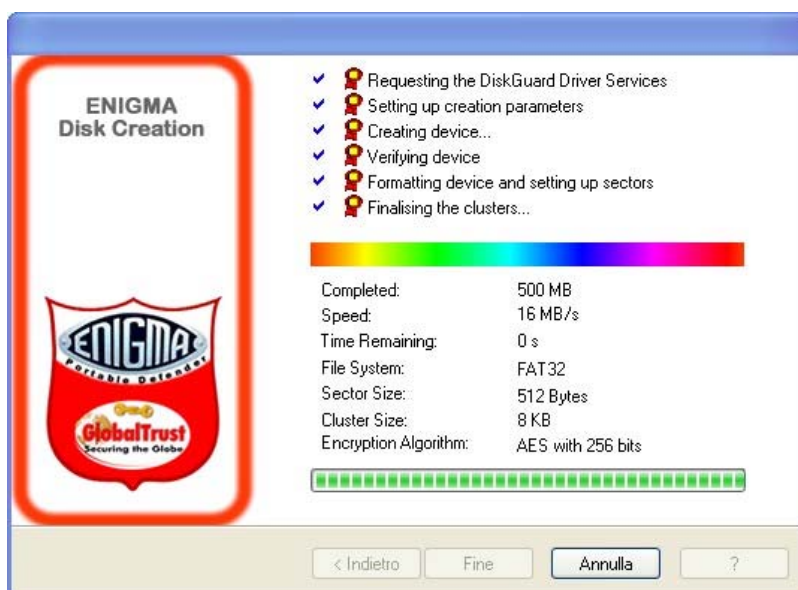 ENIGMA
Disk Creation
ENIGMA
Portable Defender
GlobalTrust
Securing the Globe
Requesting the DiskGuard Driver Services
Setting up creation parameters
Creating device...
Verifying device
Formatting device and setting up sectors
Finalising the clusters...
Completed: 500 MB
Speed: 16 MB/s
Time Remaining: 0 s
File System: FAT32
Sector Size: 512 Bytes
Cluster Size: 8 KB
Encryption Algorithm: AES with 256 bits
< Indietro Fine Annulla ?